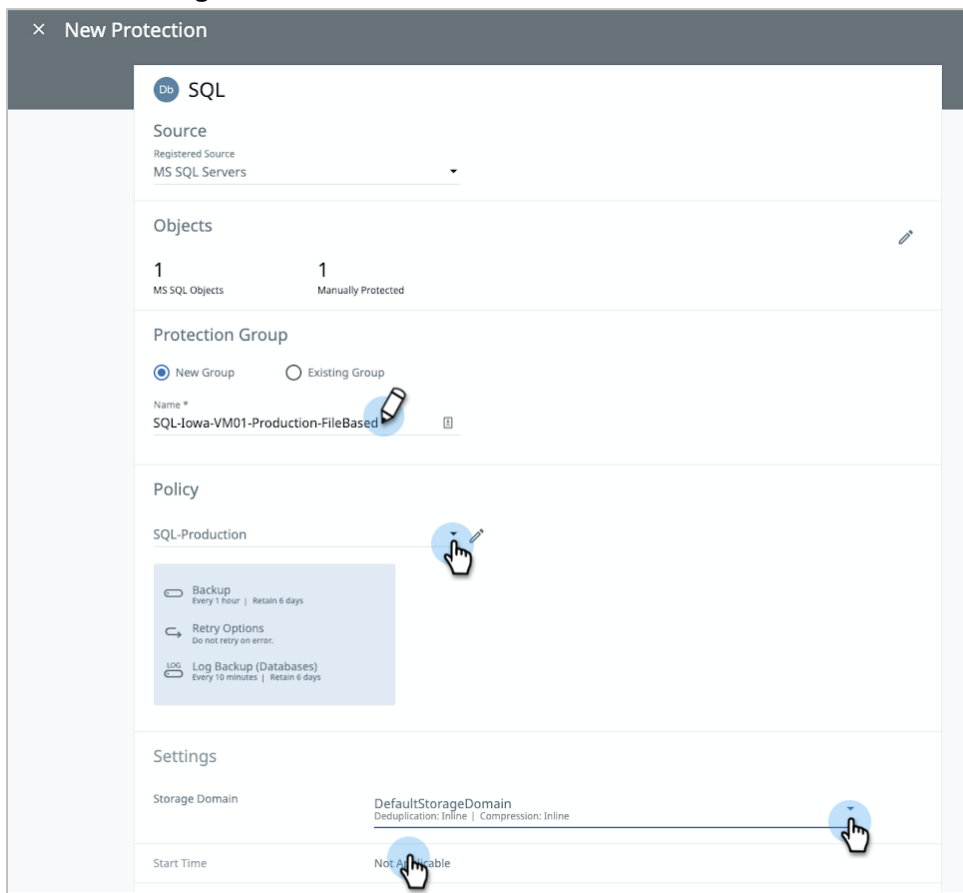 New Protection
Db SQL
Source
Registered Source
MS SQL Servers
Objects
1 1
MS SQL Objects Manually Protected
Protection Group
New Group Existing Group
Name *
SQL-Iowa-VM01-Production-FileBased
Policy
SQL-Production
Backup
Every 1 hour | Retain 6 days
Retry Options
Do not retry on error.
LOG Log Backup (Databases)
Every 10 minutes | Retain 6 days
Settings
Storage Domain DefaultStorageDomain
Deduplication: Inline | Compression: Inline
Start Time Not Applicable